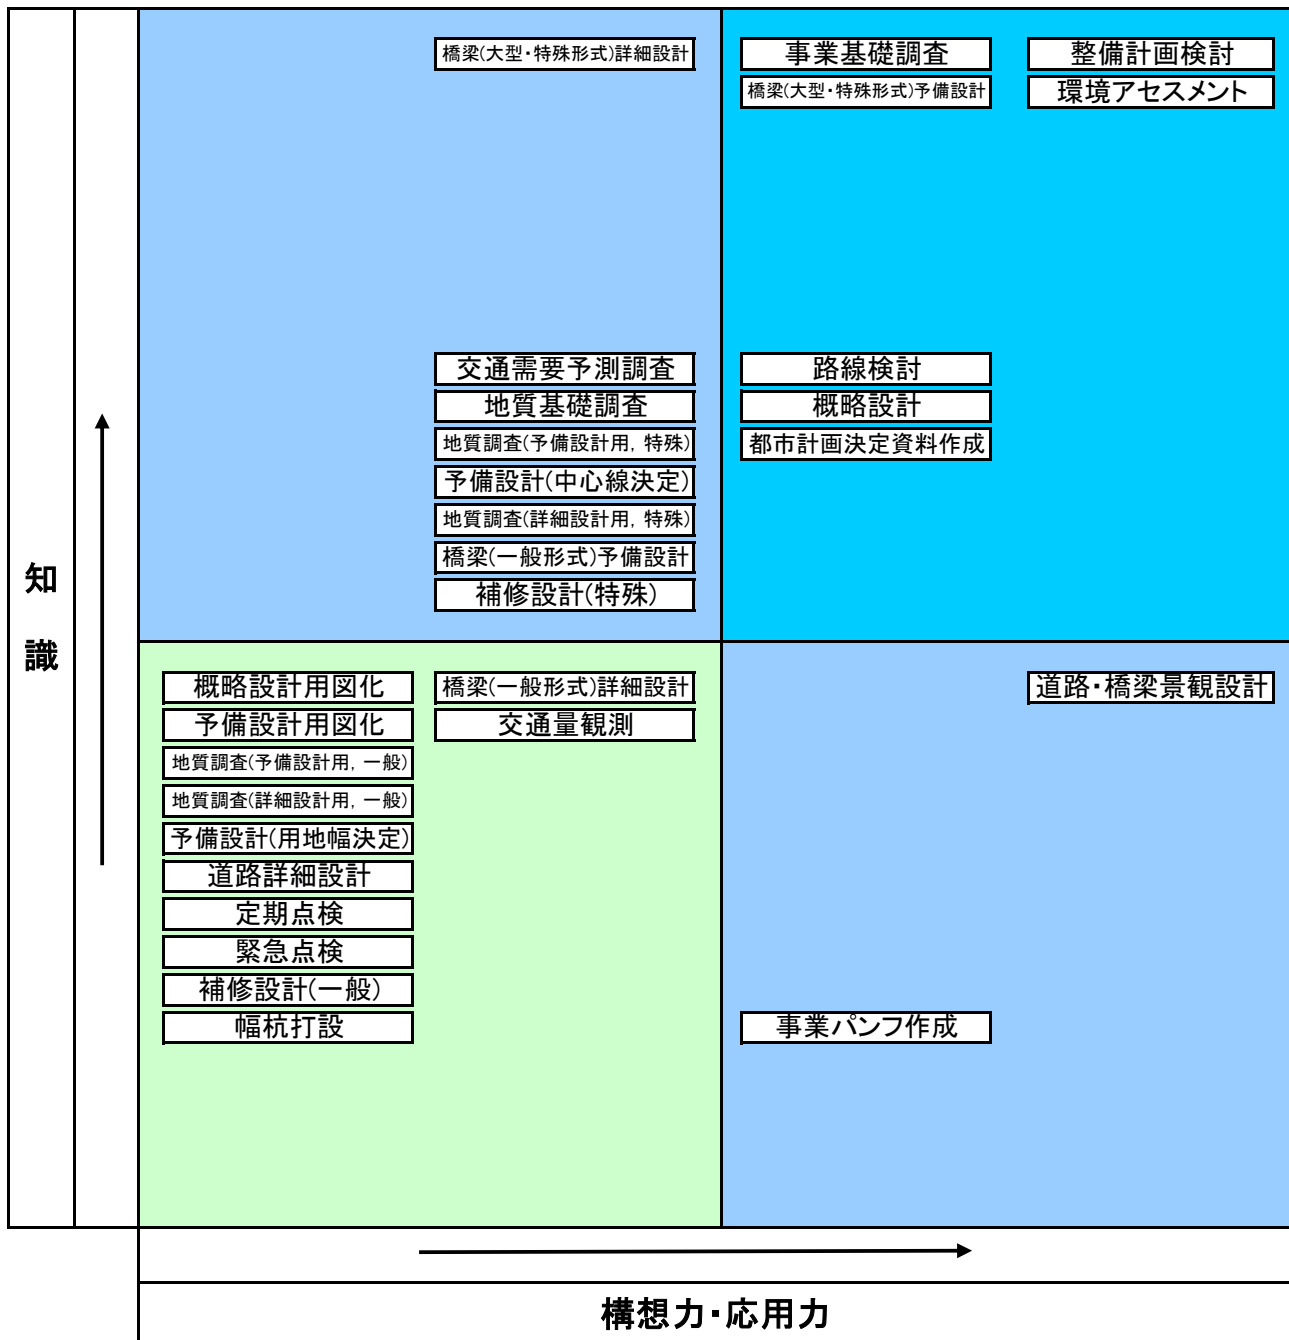 橋梁(大型・特殊形式)詳細設計
事業基礎調査
整備計画検討
橋梁(大型・特殊形式)予備設計
環境アセスメント
交通需要予測調査
路線検討
地質基礎調査
概略設計
地質調査(予備設計用, 特殊)
都市計画決定資料作成
予備設計(中心線決定)
地質調査(詳細設計用, 特殊)
橋梁(一般形式)予備設計
補修設計(特殊)
知
識
概略設計用図化
橋梁(一般形式)詳細設計
道路・橋梁景観設計
予備設計用図化
交通量観測
地質調査(予備設計用, 一般)
地質調査(詳細設計用, 一般)
予備設計(用地幅決定)
道路詳細設計
定期点検
緊急点検
補修設計(一般)
幅杭打設
事業パンフ作成
構想力・応用力